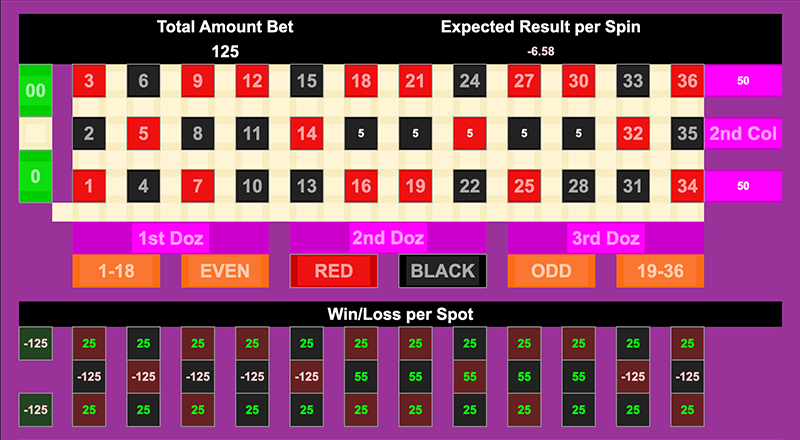 Total Amount Bet Expected Result per Spin
125 -6.58
00 3 6 9 12 15 18 21 24 27 30 33 36 50
2 5 8 11 14 5 5 5 5 5 32 35 2nd Col
0 1 4 7 10 13 16 19 22 25 28 31 34 50
1st Doz 2nd Doz 3rd Doz
1-18 EVEN RED BLACK ODD 19-36
Win/Loss per Spot
-125 25 25 25 25 25 25 25 25 25 25 25 25
-125 -125 -125 -125 -125 55 55 55 55 55 -125 -125
-125 25 25 25 25 25 25 25 25 25 25 25 25